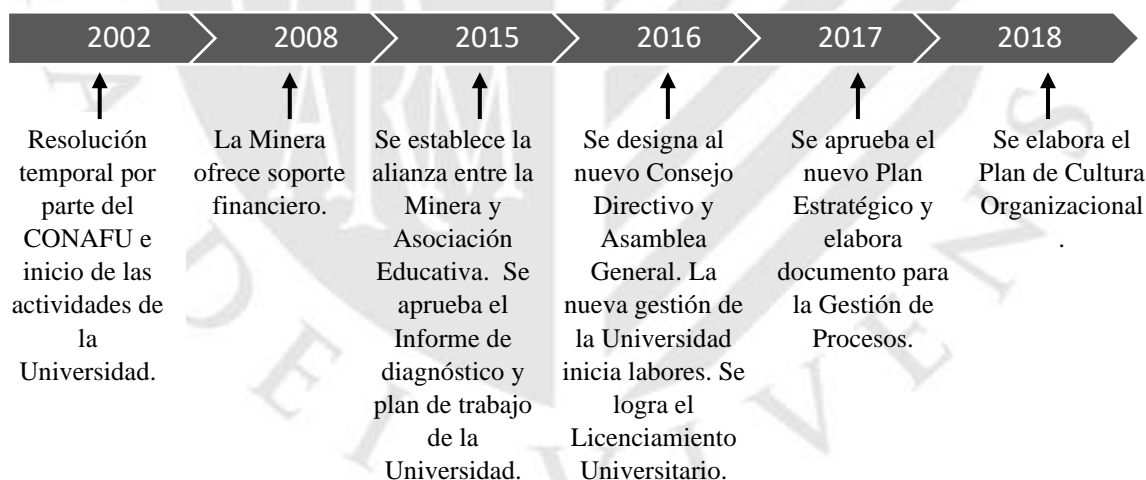 2002
2008
2015
2016
2017
2018
Resolución
temporal por
parte del
CONAFU e
inicio de las
actividades de
la
Universidad.
La Minera
ofrece soporte
financiero.
Se establece la
alianza entre la
Minera y
Asociación
Educativa. Se
aprueba el
Informe de
diagnóstico y
plan de trabajo
de la
Universidad.
Se designa al
nuevo Consejo
Directivo y
Asamblea
General. La
nueva gestión de
la Universidad
inicia labores. Se
logra el
Licenciamiento
Universitario.
Se aprueba el
nuevo Plan
Estratégico y
elabora
documento para
la Gestión de
Procesos.
Se elabora el
Plan de Cultura
Organizacional
.